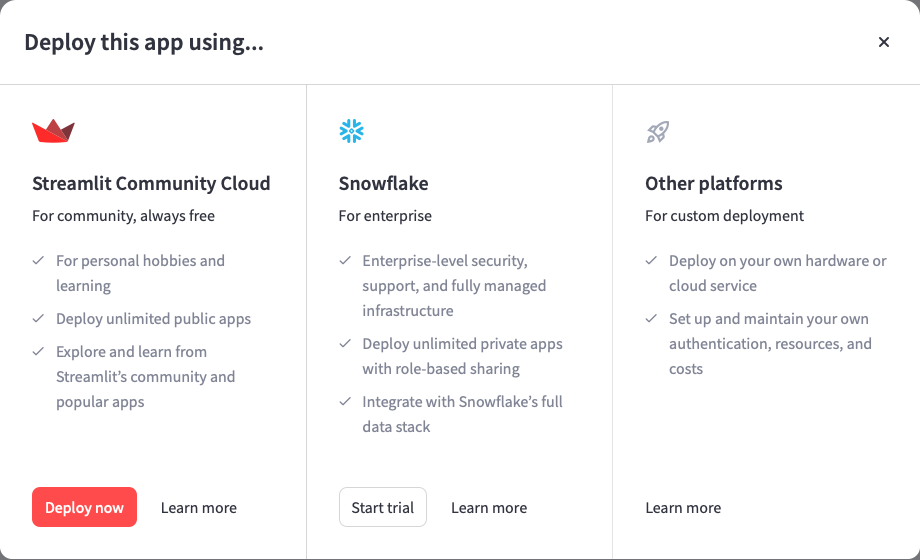 Deploy this app using...
Streamlit Community Cloud
For community, always free
For personal hobbies and
learning
Deploy unlimited public apps
Explore and learn from
Streamlit’s community and
popular apps
Deploy now
Learn more
Snowflake
For enterprise
Enterprise-level security,
support, and fully managed
infrastructure
Deploy unlimited private apps
with role-based sharing
Integrate with Snowflake’s full
data stack
Start trial
Learn more
Other platforms
For custom deployment
Deploy on your own hardware or
cloud service
Set up and maintain your own
authentication, resources, and
costs
Learn more